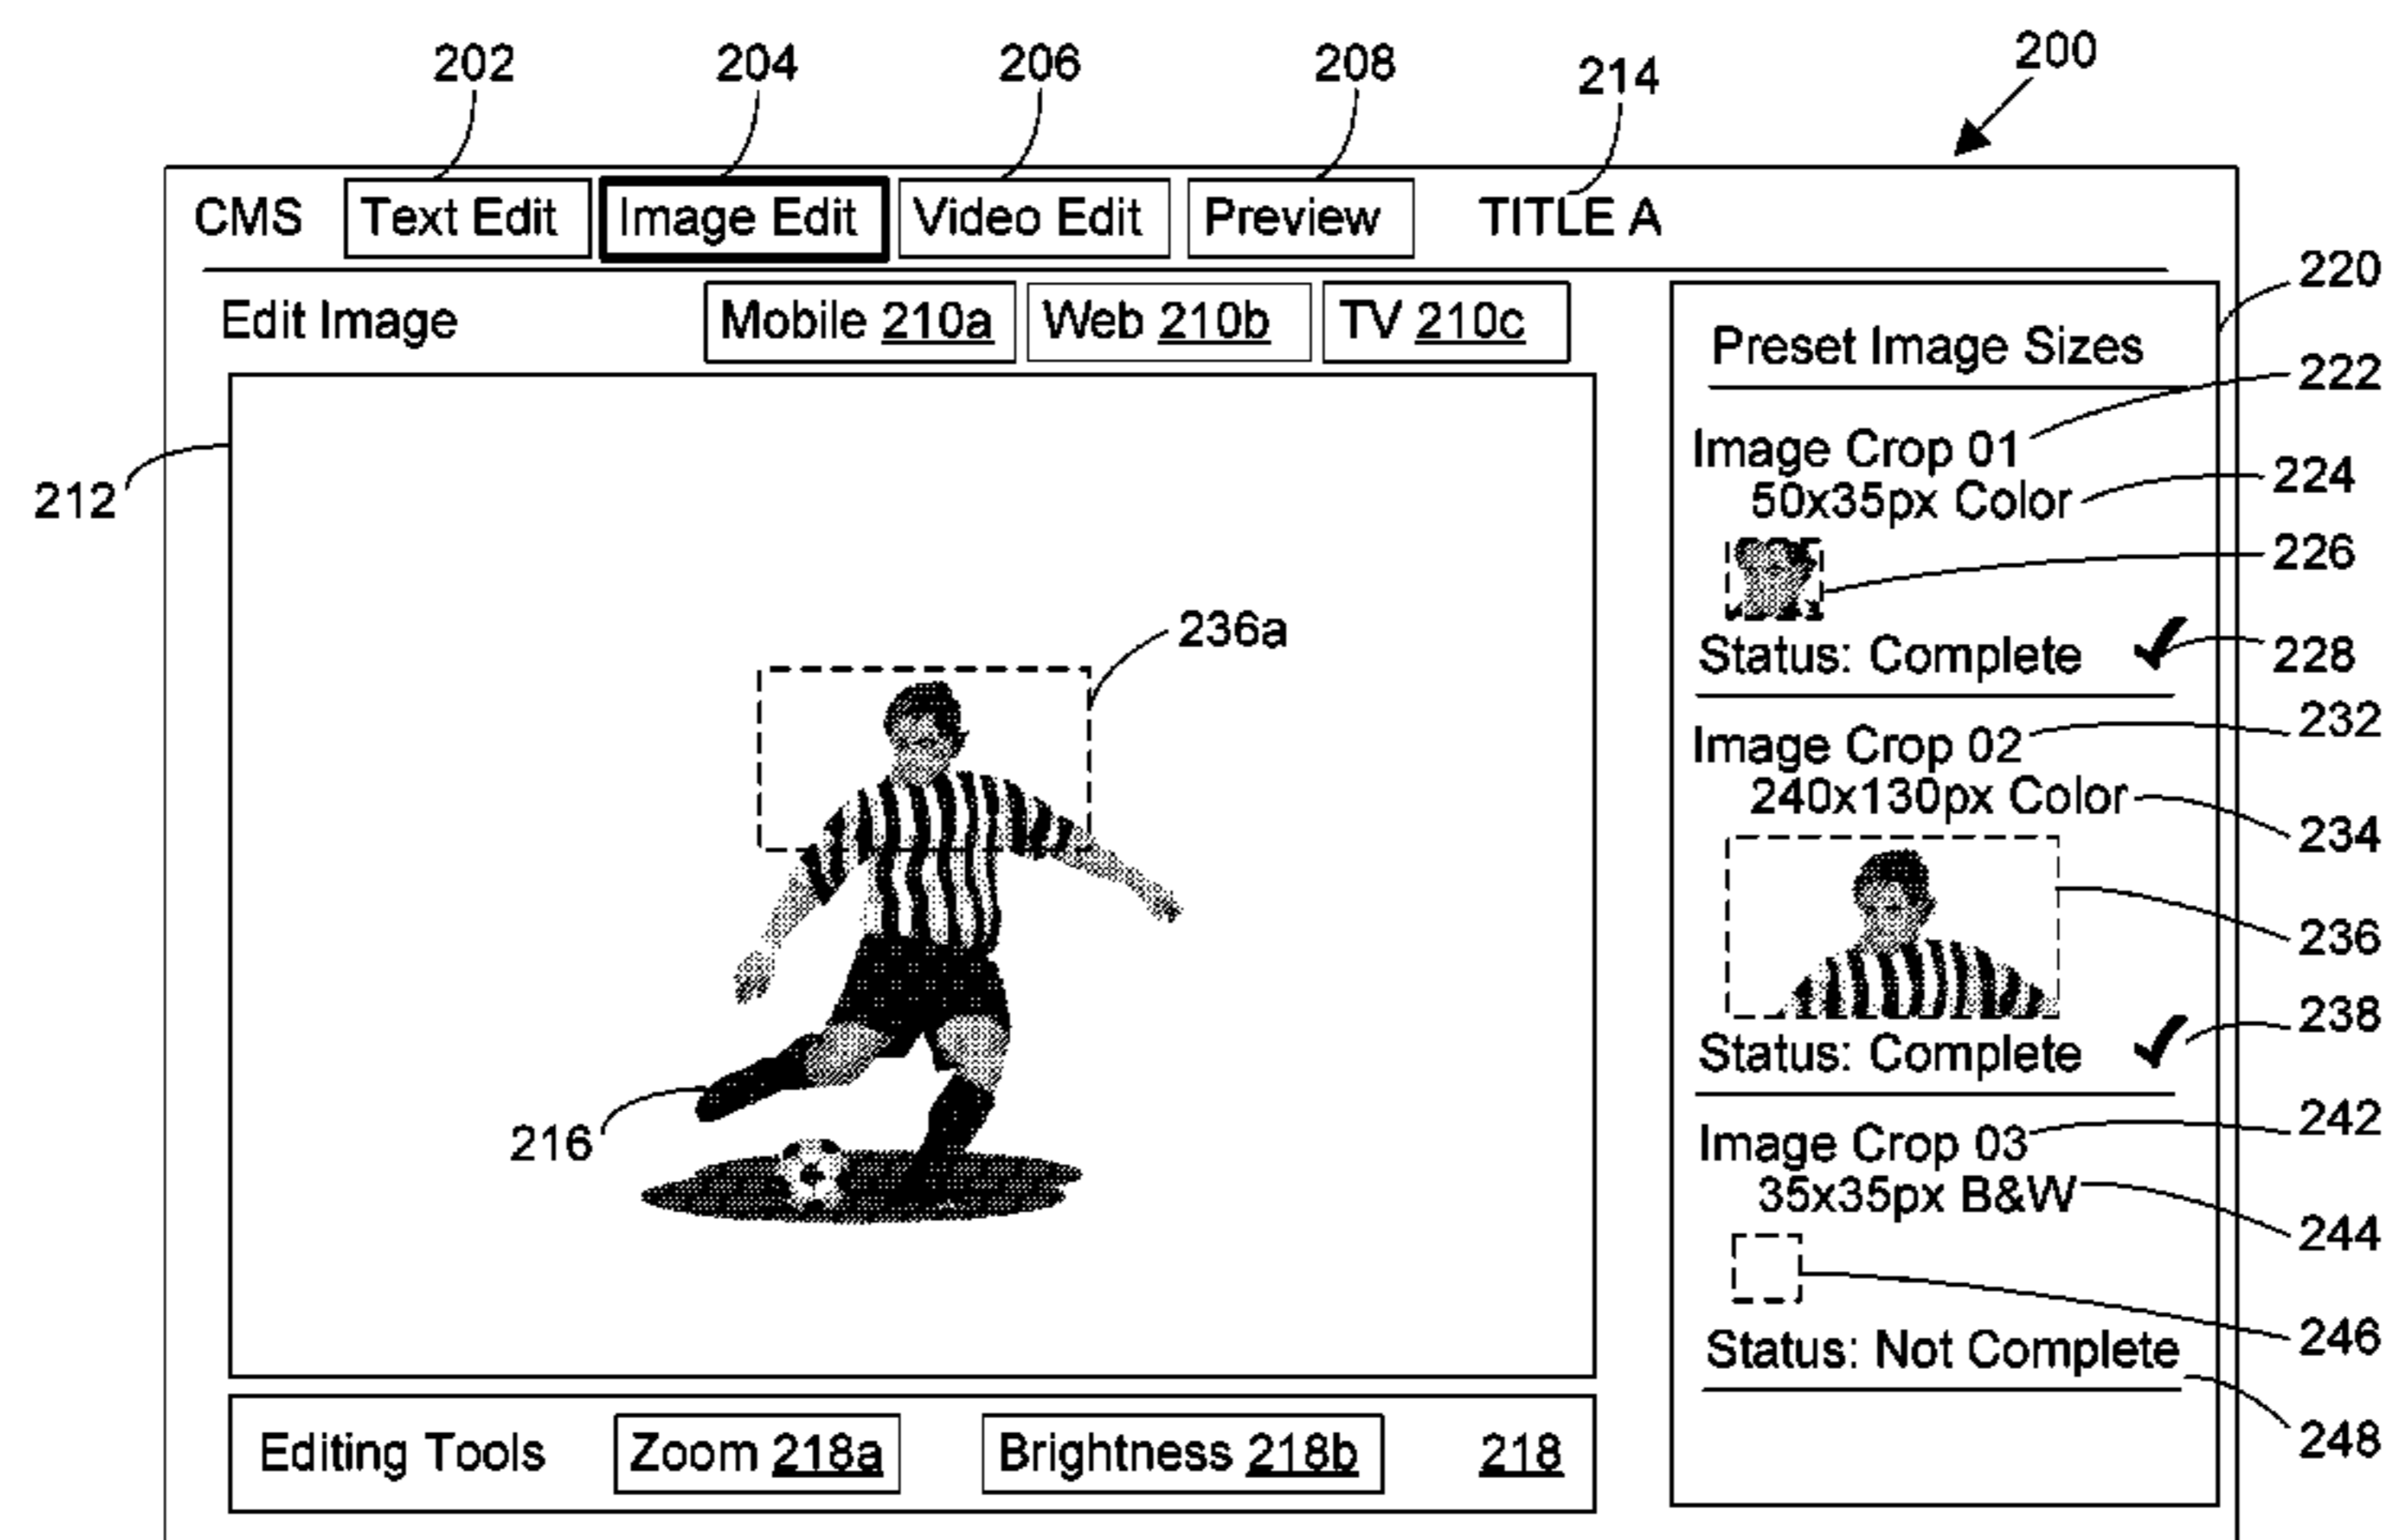 202 204 206 208 214 200
CMS Text Edit Image Edit Video Edit Preview TITLE A
Edit Image Mobile 210a Web 210b TV 210c
220
Preset Image Sizes
222
Image Crop 01
224
50x35px Color
212
226
236a
Status: Complete ✓ 228
232
Image Crop 02
240x130px Color
234
236
238
Status: Complete ✓
242
216
Image Crop 03
35x35px B&W
244
246
Status: Not Complete
248
Editing Tools Zoom 218a Brightness 218b 218